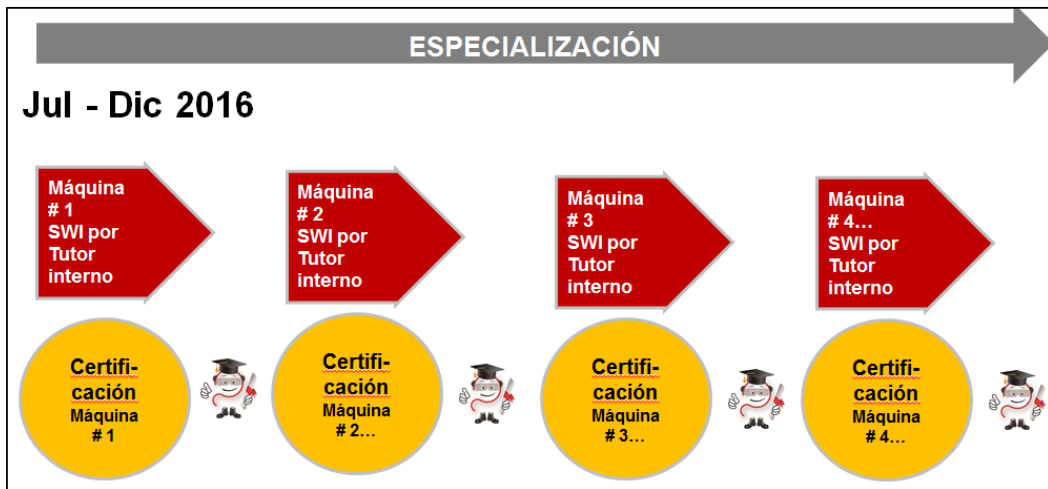 ESPECIALIZACIÓN
Jul - Dic 2016
Máquina
# 1
SWI por
Tutor
interno
Máquina
# 2
SWI por
Tutor
interno
Máquina
# 3
SWI por
Tutor
interno
Máquina
# 4...
SWI por
Tutor
interno
Certifi-
cación
Máquina
# 1
Certifi-
cación
Máquina
# 2...
Certifi-
cación
Máquina
# 3...
Certifi-
cación
Máquina
# 4...